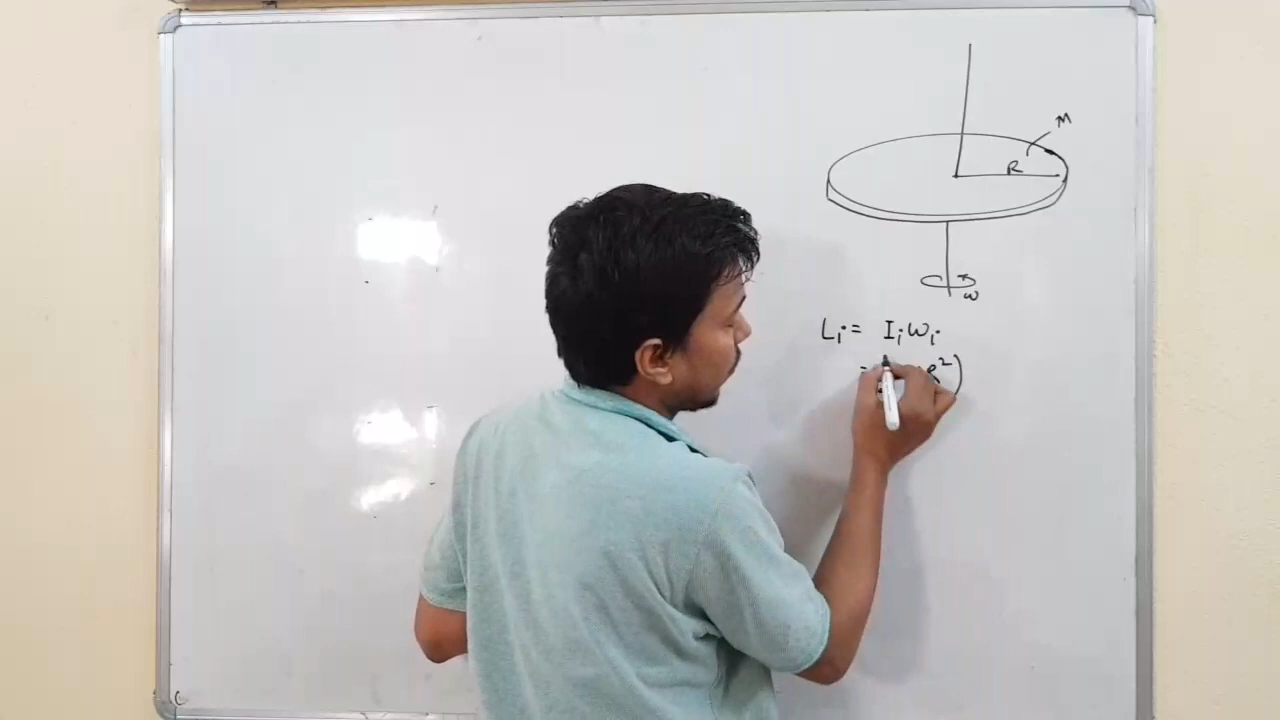 M
R
ω
Li = Ii ωi
= R²)